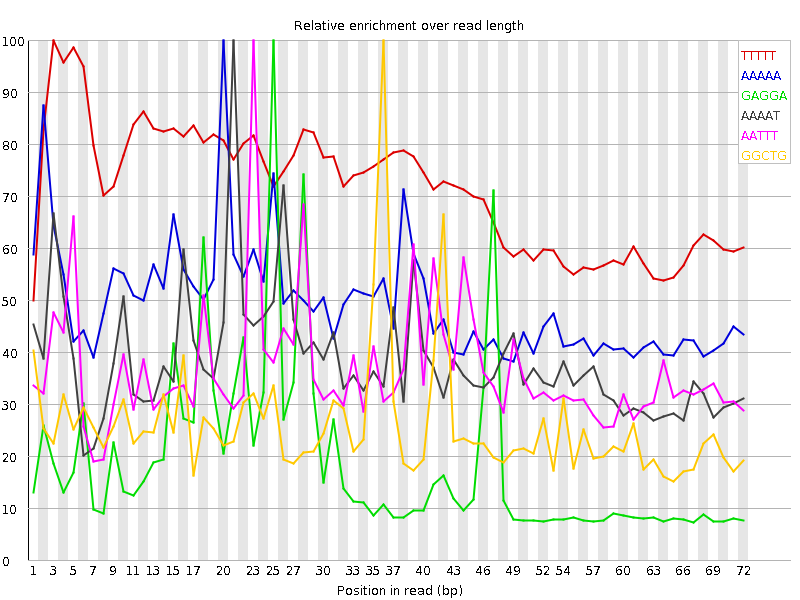 Relative enrichment over read length
100
90
80
70
60
50
40
30
20
10
0
TTTTT
AAAAA
GAGGA
AAAAT
AATTT
GGCTG
1 3 5 7 9 11 13 15 17 20 23 25 27 30 33 35 37 40 43 46 49 52 54 57 60 63 66 69 72
Position in read (bp)